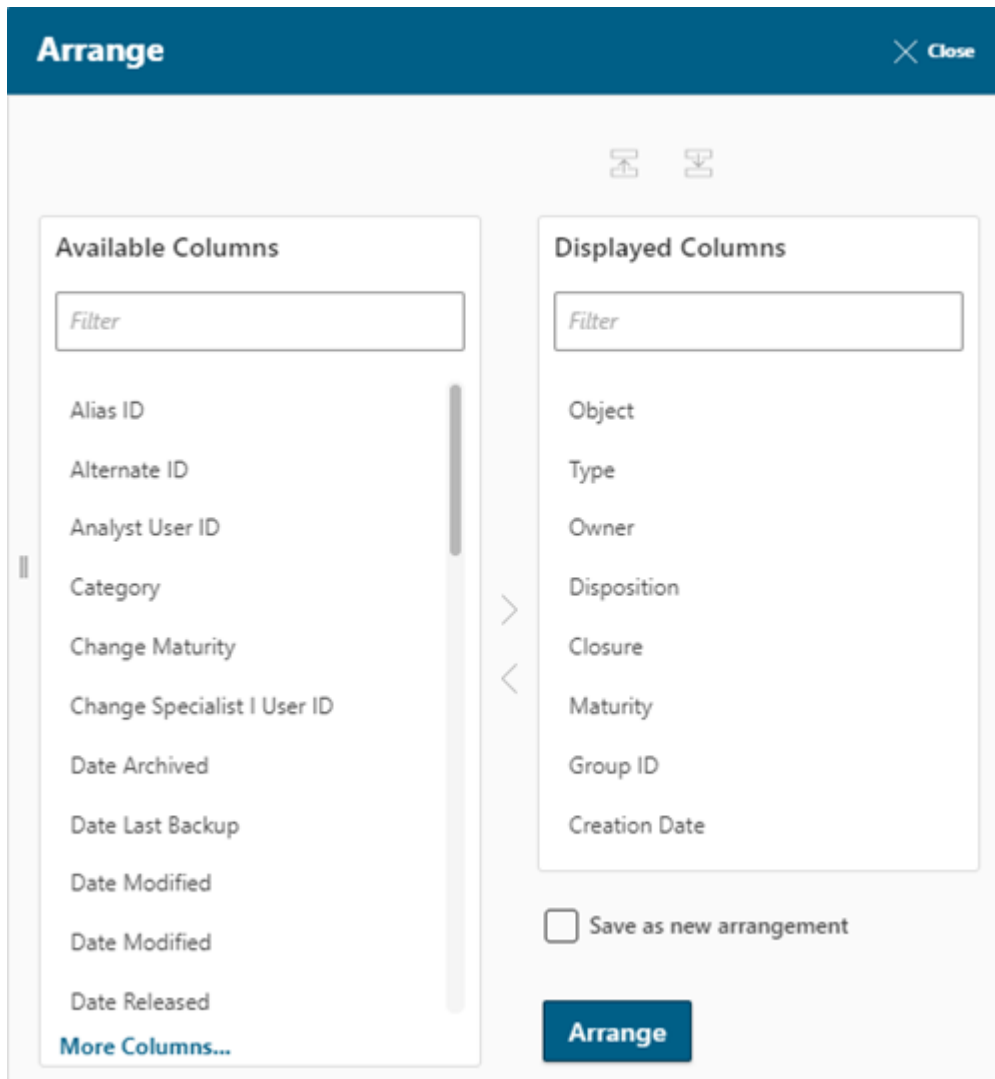 Arrange
Close
Available Columns
Filter
Alias ID
Alternate ID
Analyst User ID
Category
Change Maturity
Change Specialist I User ID
Date Archived
Date Last Backup
Date Modified
Date Modified
Date Released
More Columns...
Displayed Columns
Filter
Object
Type
Owner
Disposition
Closure
Maturity
Group ID
Creation Date
Save as new arrangement
Arrange